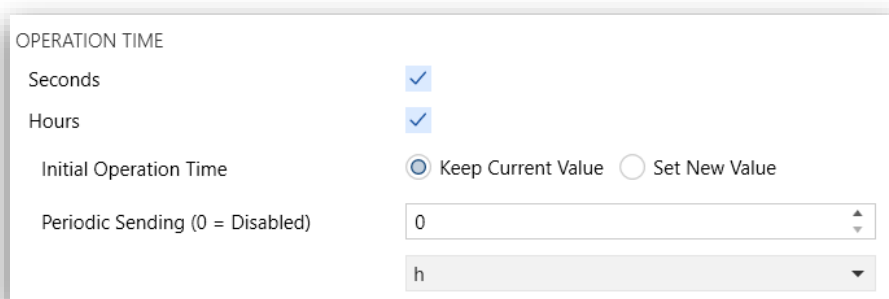 OPERATION TIME
Seconds
Hours
Initial Operation Time Keep Current Value Set New Value
Periodic Sending (0 = Disabled) 0
h